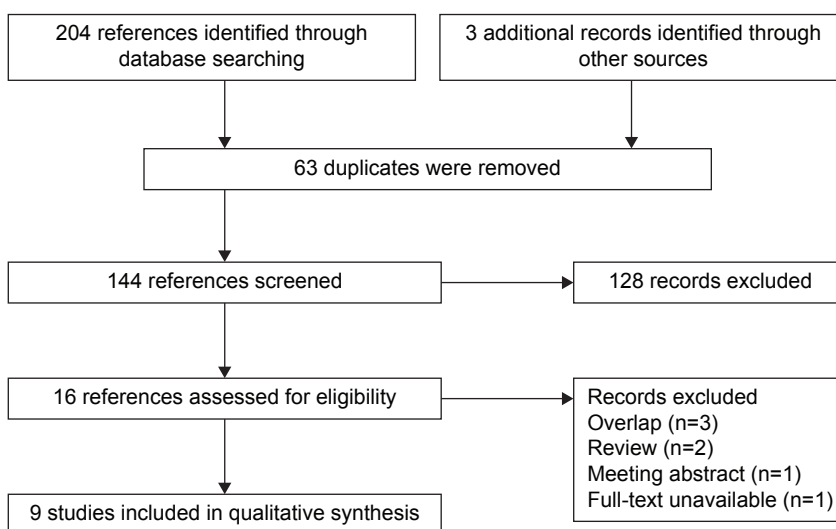 204 references identified through
database searching
3 additional records identified through
other sources
63 duplicates were removed
144 references screened
128 records excluded
16 references assessed for eligibility
Records excluded
Overlap (n=3)
Review (n=2)
Meeting abstract (n=1)
Full-text unavailable (n=1)
9 studies included in qualitative synthesis